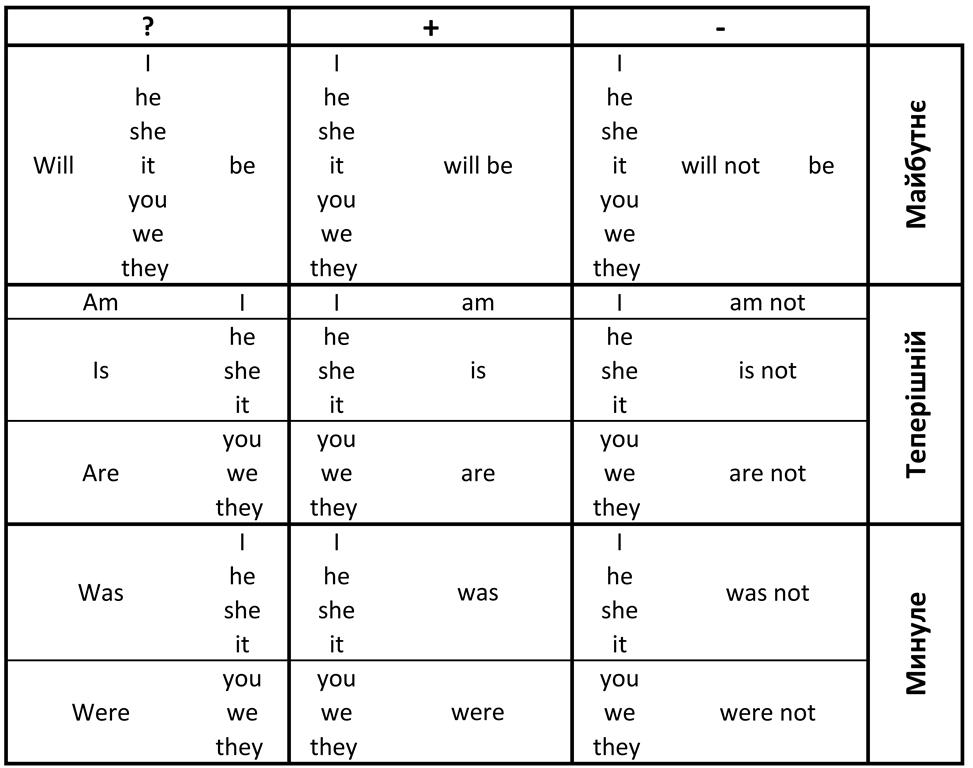 ? + -
I I I
he he he
she she she
Will it be it will be it will not be
you you you
we we we
they they they
Майбутнє
Am I I am I am not
he he he
Is she she is she is not
it it it
you you you
Are we we are we are not
they they they
Теперішній
I I I
he he he
Was she she was she was not
it it it
you you you
Were we we were we were not
they they they
Минуле